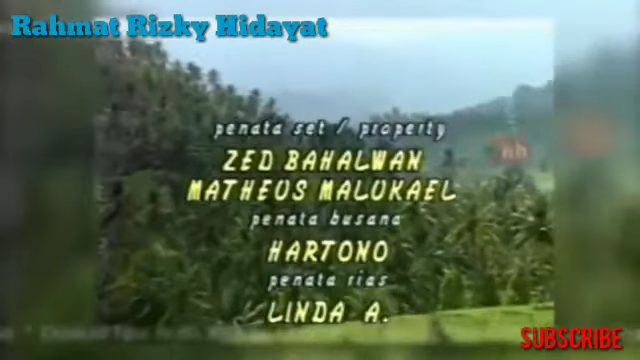 Rahmat Rizky Hidayat
penata set / property
ZED BAHALWAN
MATHEUS MALUKAEL
penata busana
HARTONO
penata rias
LINDA A.
SUBSCRIBE